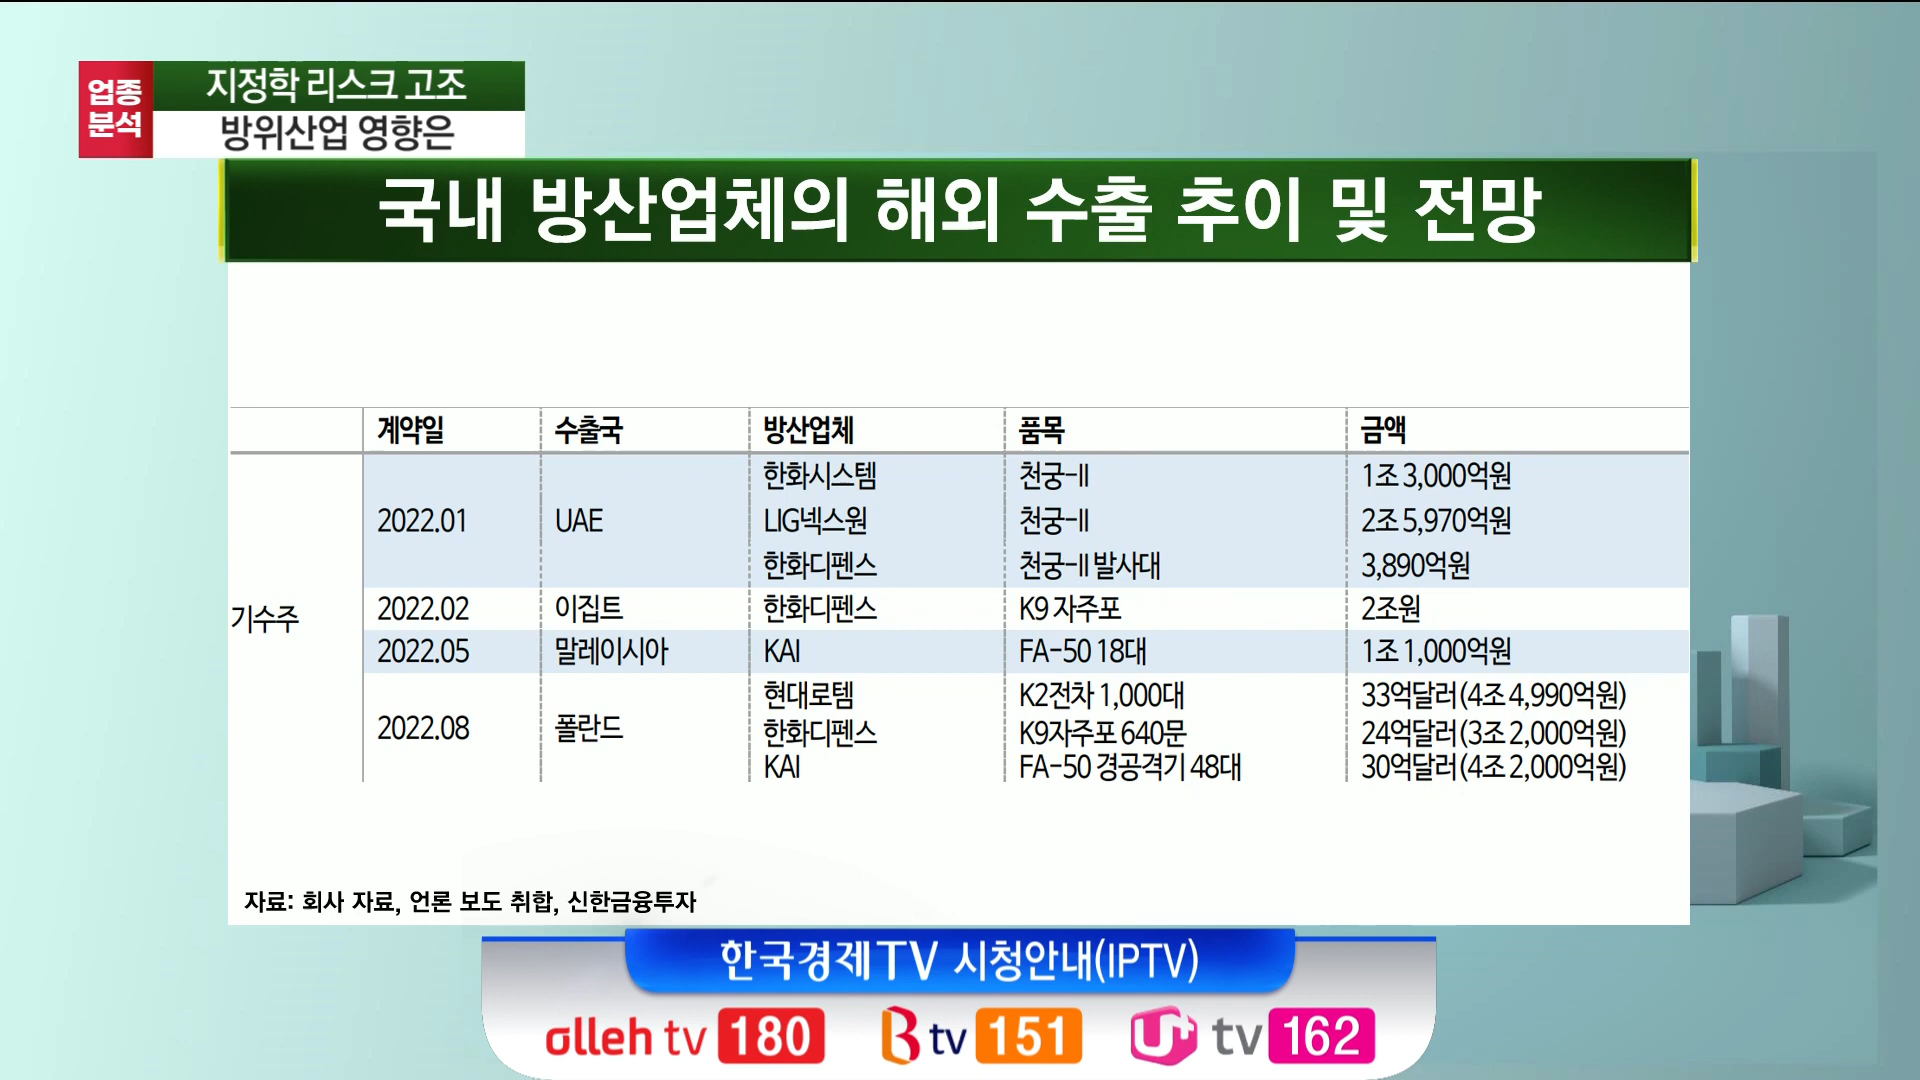 업종
분석
지정학 리스크 고조
방위산업 영향은
국내 방산업체의 해외 수출 추이 및 전망
계약일 수출국 방산업체 품목 금액
한화시스템 천궁-II 1조 3,000억원
2022.01 UAE LIG넥스원 천궁-II 2조 5,970억원
한화디펜스 천궁-II 발사대 3,890억원
기수주 2022.02 이집트 한화디펜스 K9 자주포 2조원
2022.05 말레이시아 KAI FA-50 18대 1조 1,000억원
현대로템 K2전차 1,000대 33억달러(4조 4,990억원)
2022.08 폴란드 한화디펜스 K9자주포 640문 24억달러(3조 2,000억원)
KAI FA-50 경공격기 48대 30억달러(4조 2,000억원)
자료: 회사 자료, 언론 보도 취합, 신한금융투자
한국경제TV 시청안내(IPTV)
olleh tv 180 B tv 151 U+ tv 162